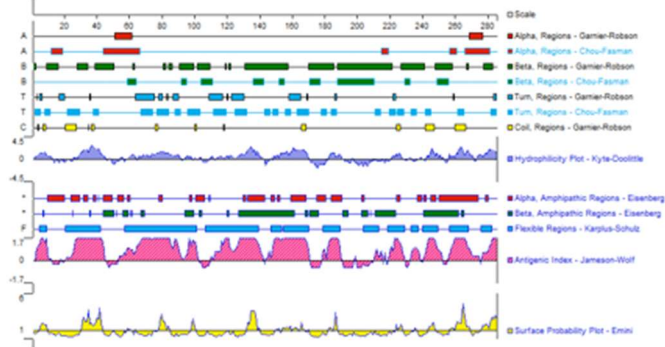 20 40 60 80 100 120 140 160 180 200 220 240 260 280
Scale
A Alpha, Regions - Garnier-Robson
A Alpha, Regions - Chou-Fasman
B Beta, Regions - Garnier-Robson
B Beta, Regions - Chou-Fasman
T Turn, Regions - Garnier-Robson
T Turn, Regions - Chou-Fasman
C Coil, Regions - Garnier-Robson
4.5
0 Hydrophilicity Plot - Kyte-Doolittle
-4.5
* Alpha, Amphipathic Regions - Eisenberg
* Beta, Amphipathic Regions - Eisenberg
F Flexible Regions - Karplus-Schulz
1.7
0 Antigenic Index - Jameson-Wolf
-1.7
6
1 Surface Probability Plot - Emini